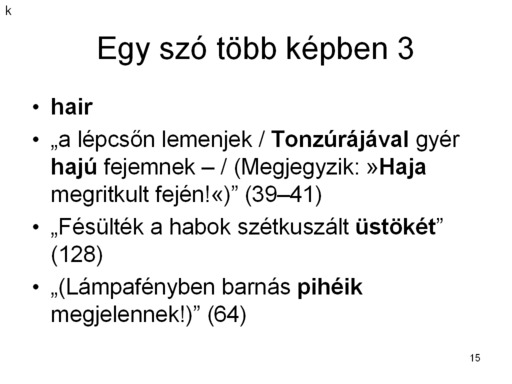 k
Egy szó több képben 3
• hair
• „a lépcsőn lemenjek / Tonzúrájával gyér
hajú fejemnek – / (Megjegyzik: »Haja
megritkult fején!«)” (39–41)
• „Fésülték a habok szétkuszált üstökét”
(128)
• „(Lámpafényben barnás pihéik
megjelennek!)” (64)
15